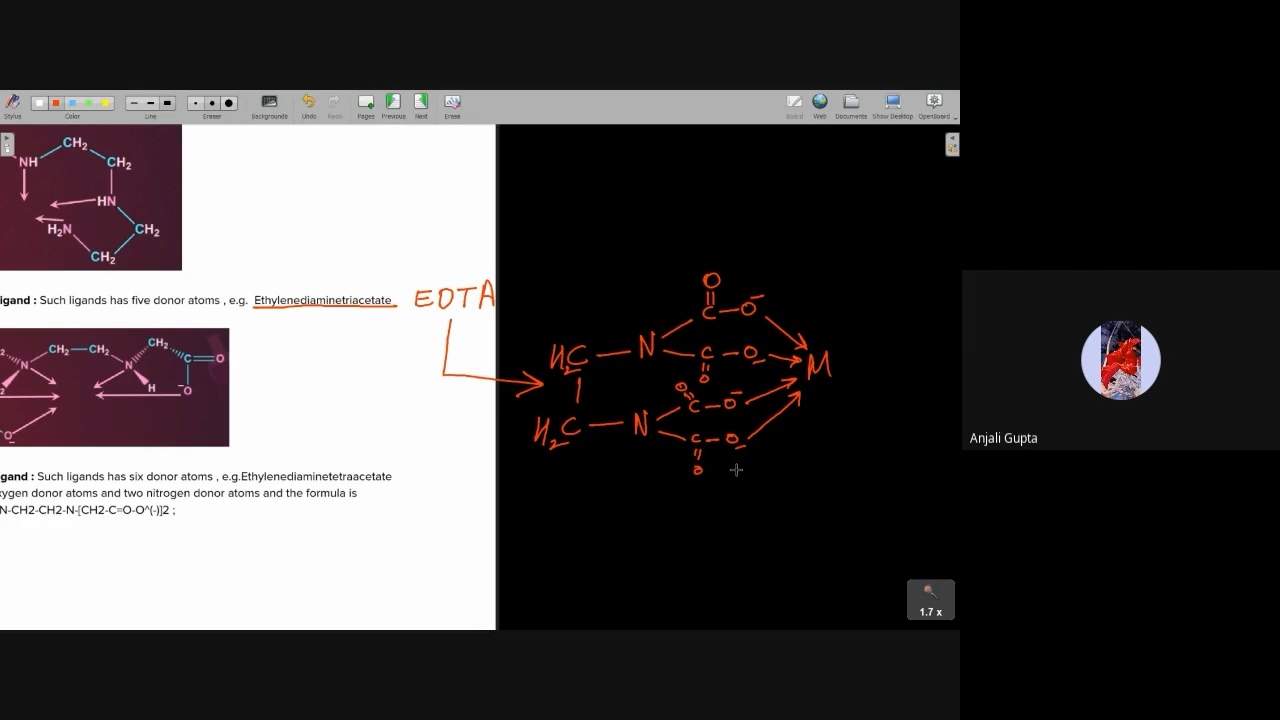 Stylus Color Line Eraser Backgrounds Undo Redo Pages Previous Next Erase Board Web Documents Show Desktop OpenBoard
NH CH2 CH2
HN
H2N CH2
CH2
igand : Such ligands has five donor atoms , e.g. Ethylenediaminetriacetate
EDTA
2 N CH2—CH2 N CH2 C O
2 H -O
O-
gand : Such ligands has six donor atoms , e.g.Ethylenediaminetetraacetate
xygen donor atoms and two nitrogen donor atoms and the formula is
N-CH2-CH2-N-[CH2-C=O-O^(-)]2 ;
O
C—O-
H2C—N C—O- M
O
O
C—O-
H2C—N C—O-
O
Anjali Gupta
1.7 x